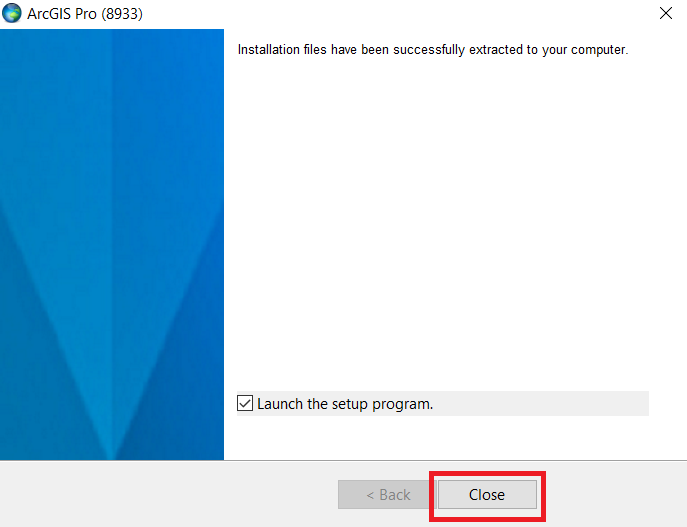 ArcGIS Pro (8933)
Installation files have been successfully extracted to your computer.
Launch the setup program.
< Back
Close